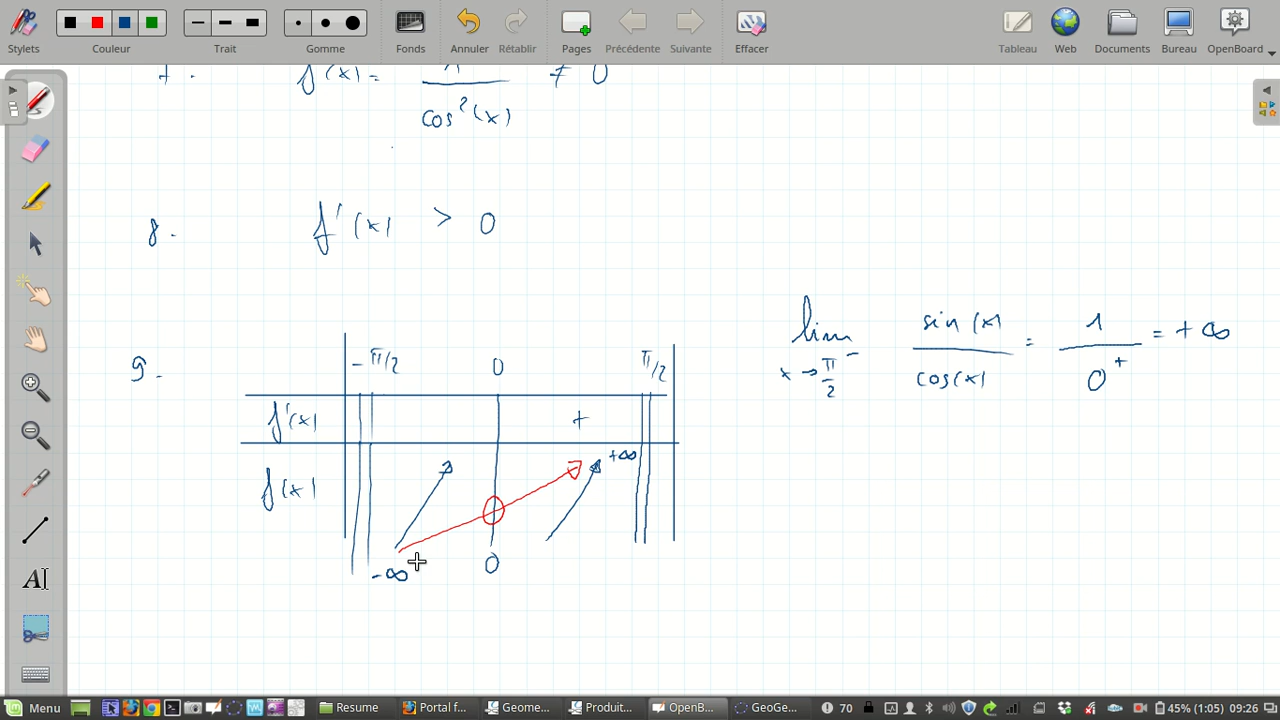 Stylets Couleur Trait Gomme Fonds Annuler Rétablir Pages Précédente Suivante Effacer Tableau Web Documents Bureau OpenBoard
f'(x) = 1 / cos²(x) ≠ 0
8. f'(x) > 0
lim x → π/2⁻ sin(x) / cos(x) = 1 / 0⁺ = +∞
9. -π/2 0 π/2
f'(x) +
f(x) +∞
-∞ 0
Menu Resume Portal f... Geome... Produit... OpenB... GeoGe... 70 45% (1:05) 09:26